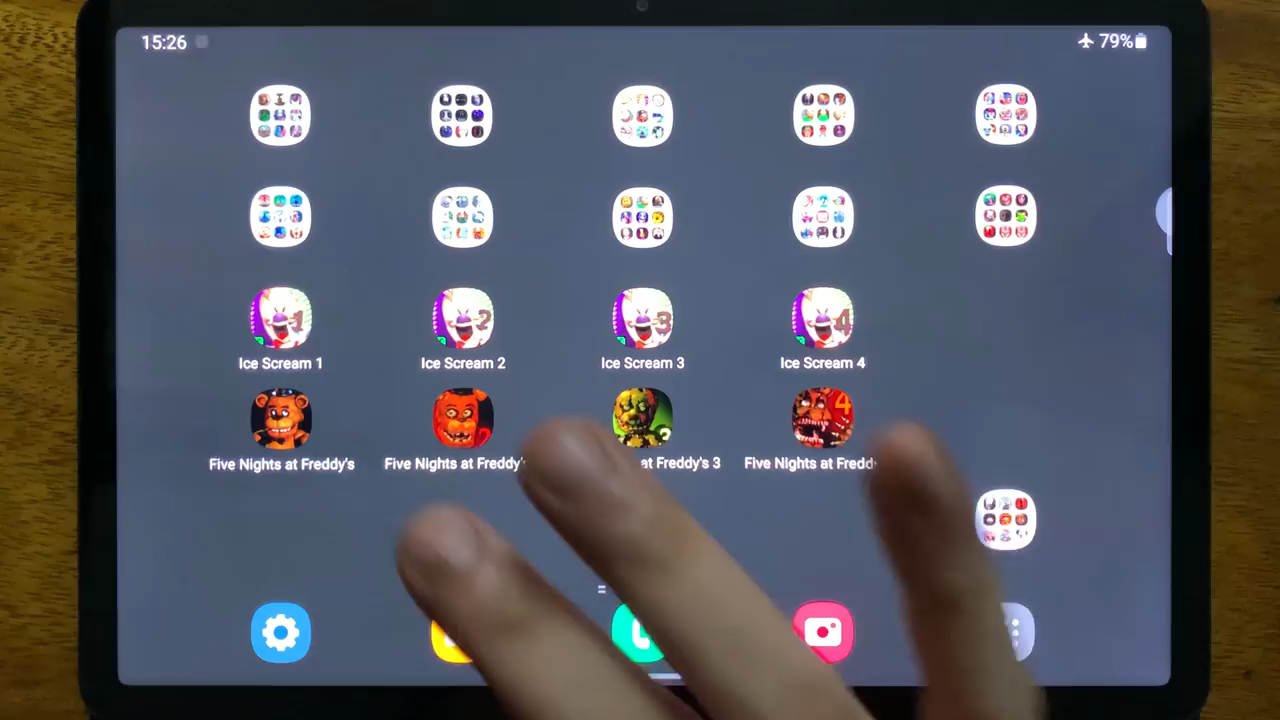 15:26
79%
Ice Scream 1
Ice Scream 2
Ice Scream 3
Ice Scream 4
Five Nights at Freddy's
Five Nights at Freddy'
at Freddy's 3
Five Nights at Fredd